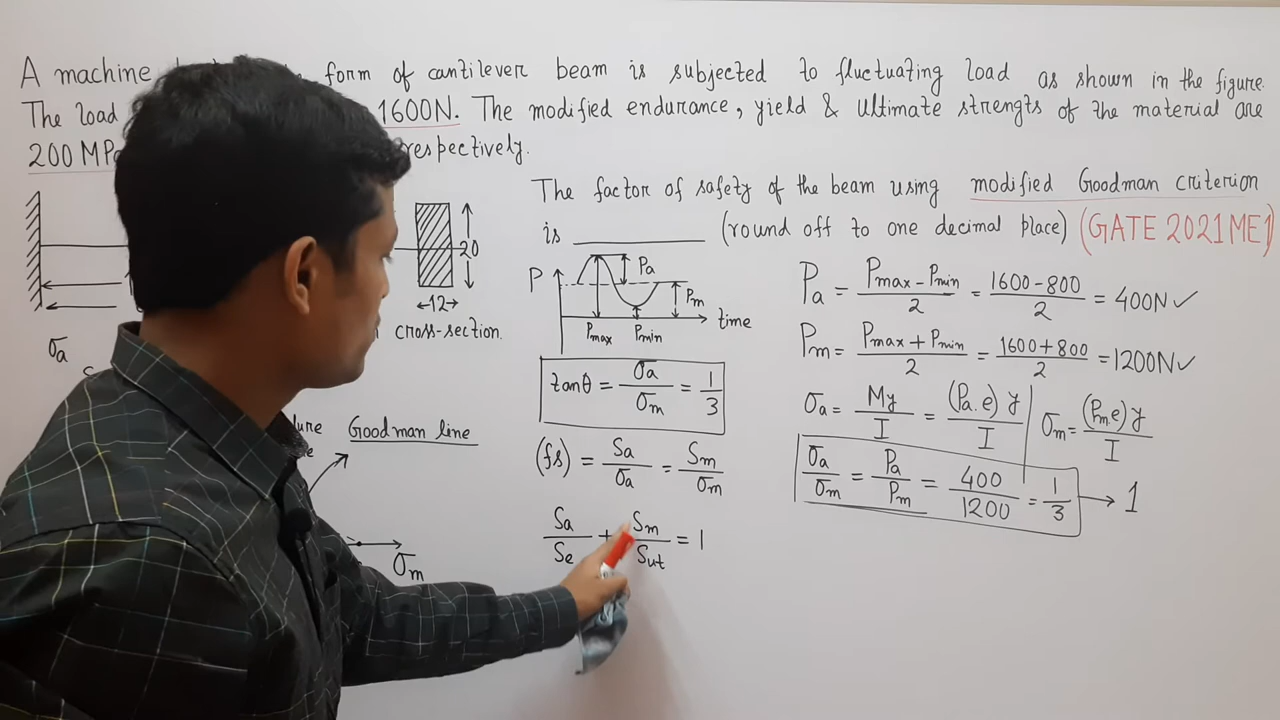 A machine form of cantilever beam is subjected to fluctuating load as shown in the figure.
The load 1600N. The modified endurance, yield & ultimate strengts of the material are
200 MPa respectively.
The factor of safety of the beam using modified Goodman criterion
is ________ (round off to one decimal place) (GATE 2021 ME1)
20
←12→
cross-section.
P
Pa
Pm
time
Pmax Pmin
Pa = (Pmax - Pmin)/2 = (1600-800)/2 = 400N ✓
Pm = (Pmax + Pmin)/2 = (1600+800)/2 = 1200N ✓
σa = My/I = (Pa.e) y/I | σm = (Pm.e) y/I
σa/σm = Pa/Pm = 400/1200 = 1/3 → 1
tanθ = σa/σm = 1/3
(fs) = Sa/σa = Sm/σm
Sa/Se + Sm/Sut = 1
σa
Goodman line
σm